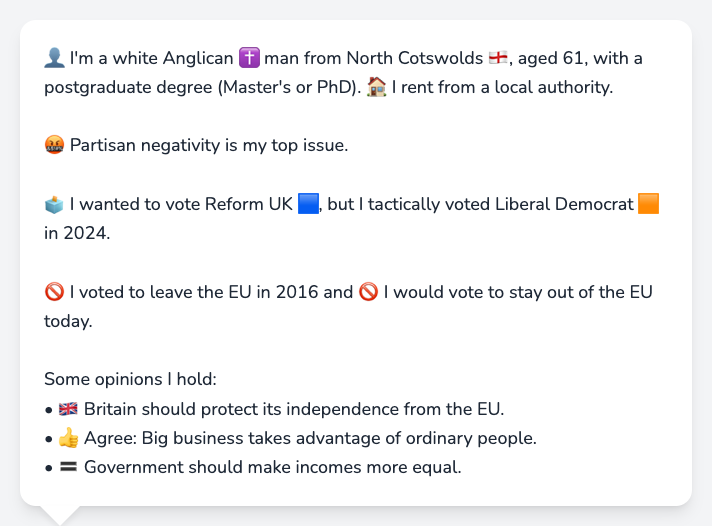 👤 I'm a white Anglican ✝️ man from North Cotswolds 🏴󠁧󠁢󠁥󠁮󠁧󠁿, aged 61, with a
postgraduate degree (Master's or PhD). 🏠 I rent from a local authority.
🤬 Partisan negativity is my top issue.
🗳️ I wanted to vote Reform UK 🟦, but I tactically voted Liberal Democrat 🟧
in 2024.
🚫 I voted to leave the EU in 2016 and 🚫 I would vote to stay out of the EU
today.
Some opinions I hold:
• 🇬🇧 Britain should protect its independence from the EU.
• 👍 Agree: Big business takes advantage of ordinary people.
• 🟰 Government should make incomes more equal.